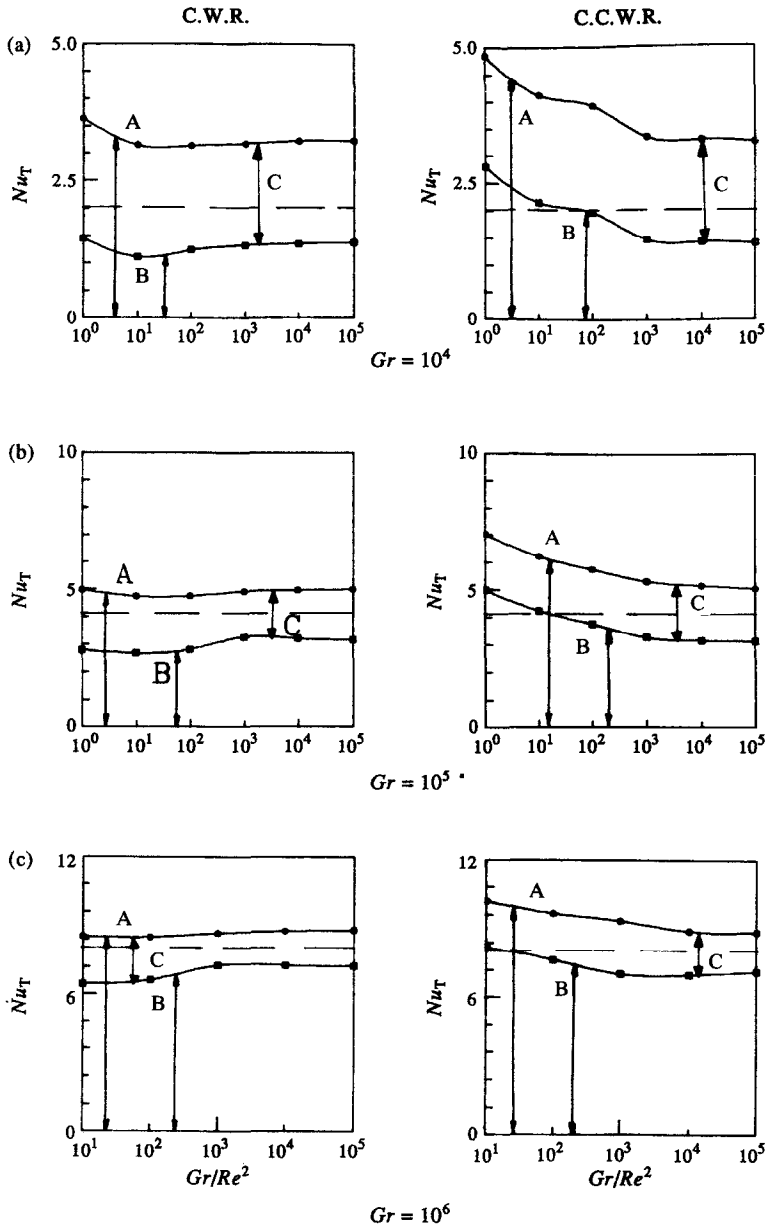 C.W.R. C.C.W.R.
(a)
5.0
2.5
0
Nu_T
A
B
C
10^0 10^1 10^2 10^3 10^4 10^5
5.0
2.5
0
Nu_T
A
B
C
10^0 10^1 10^2 10^3 10^4 10^5
Gr = 10^4
(b)
10
5
0
Nu_T
A
B
C
10^0 10^1 10^2 10^3 10^4 10^5
10
5
0
Nu_T
A
B
C
10^0 10^1 10^2 10^3 10^4 10^5
Gr = 10^5
(c)
12
6
0
Nu_T
A
C
B
10^1 10^2 10^3 10^4 10^5
Gr/Re^2
12
6
0
Nu_T
A
B
C
10^1 10^2 10^3 10^4 10^5
Gr/Re^2
Gr = 10^6